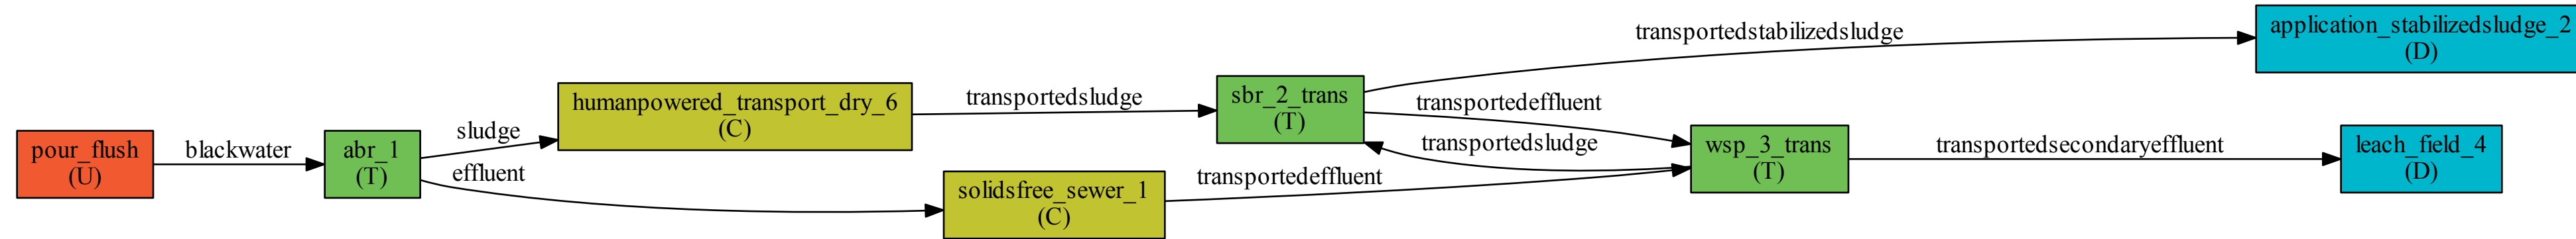 pour_flush
(U)
blackwater
abr_1
(T)
sludge
effluent
humanpowered_transport_dry_6
(C)
solidsfree_sewer_1
(C)
transportedsludge
transportedeffluent
sbr_2_trans
(T)
transportedstabilizedsludge
transportedeffluent
transportedsludge
wsp_3_trans
(T)
transportedsecondaryeffluent
application_stabilizedsludge_2
(D)
leach_field_4
(D)